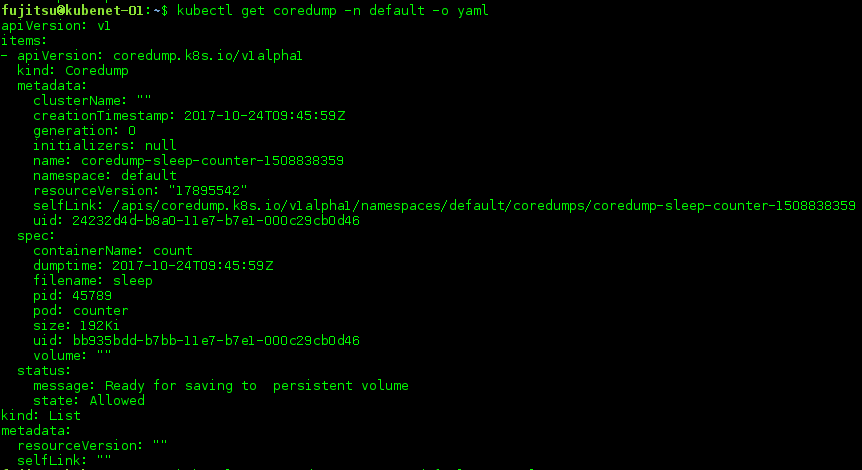 fujitsu@kubenet-01:~$ kubectl get coredump -n default -o yaml
apiVersion: v1
items:
- apiVersion: coredump.k8s.io/v1alpha1
  kind: Coredump
  metadata:
    clusterName: ""
    creationTimestamp: 2017-10-24T09:45:59Z
    generation: 0
    initializers: null
    name: coredump-sleep-counter-1508838359
    namespace: default
    resourceVersion: "17895542"
    selfLink: /apis/coredump.k8s.io/v1alpha1/namespaces/default/coredumps/coredump-sleep-counter-1508838359
    uid: 24232d4d-b8a0-11e7-b7e1-000c29cb0d46
  spec:
    containerName: count
    dumptime: 2017-10-24T09:45:59Z
    filename: sleep
    pid: 45789
    pod: counter
    size: 192Ki
    uid: bb935bdd-b7bb-11e7-b7e1-000c29cb0d46
    volume: ""
  status:
    message: Ready for saving to  persistent volume
    state: Allowed
kind: List
metadata:
  resourceVersion: ""
  selfLink: ""